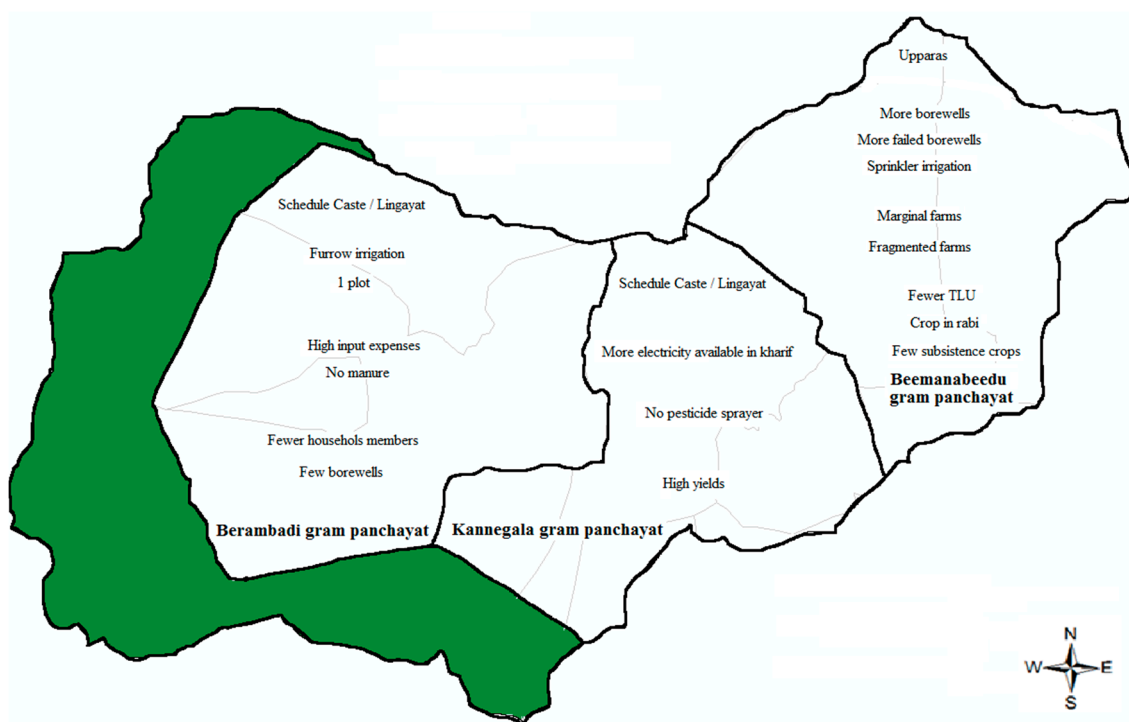 Upparas
More borewells
More failed borewells
Sprinkler irrigation
Marginal farms
Fragmented farms
Fewer TLU
Crop in rabi
Few subsistence crops
Beemanabeedu
gram panchayat
Schedule Caste / Lingayat
Furrow irrigation
1 plot
High input expenses
No manure
Fewer househols members
Few borewells
Berambadi gram panchayat
Schedule Caste / Lingayat
More electricity available in kharif
No pesticide sprayer
High yields
Kannegala gram panchayat
N
W E
S